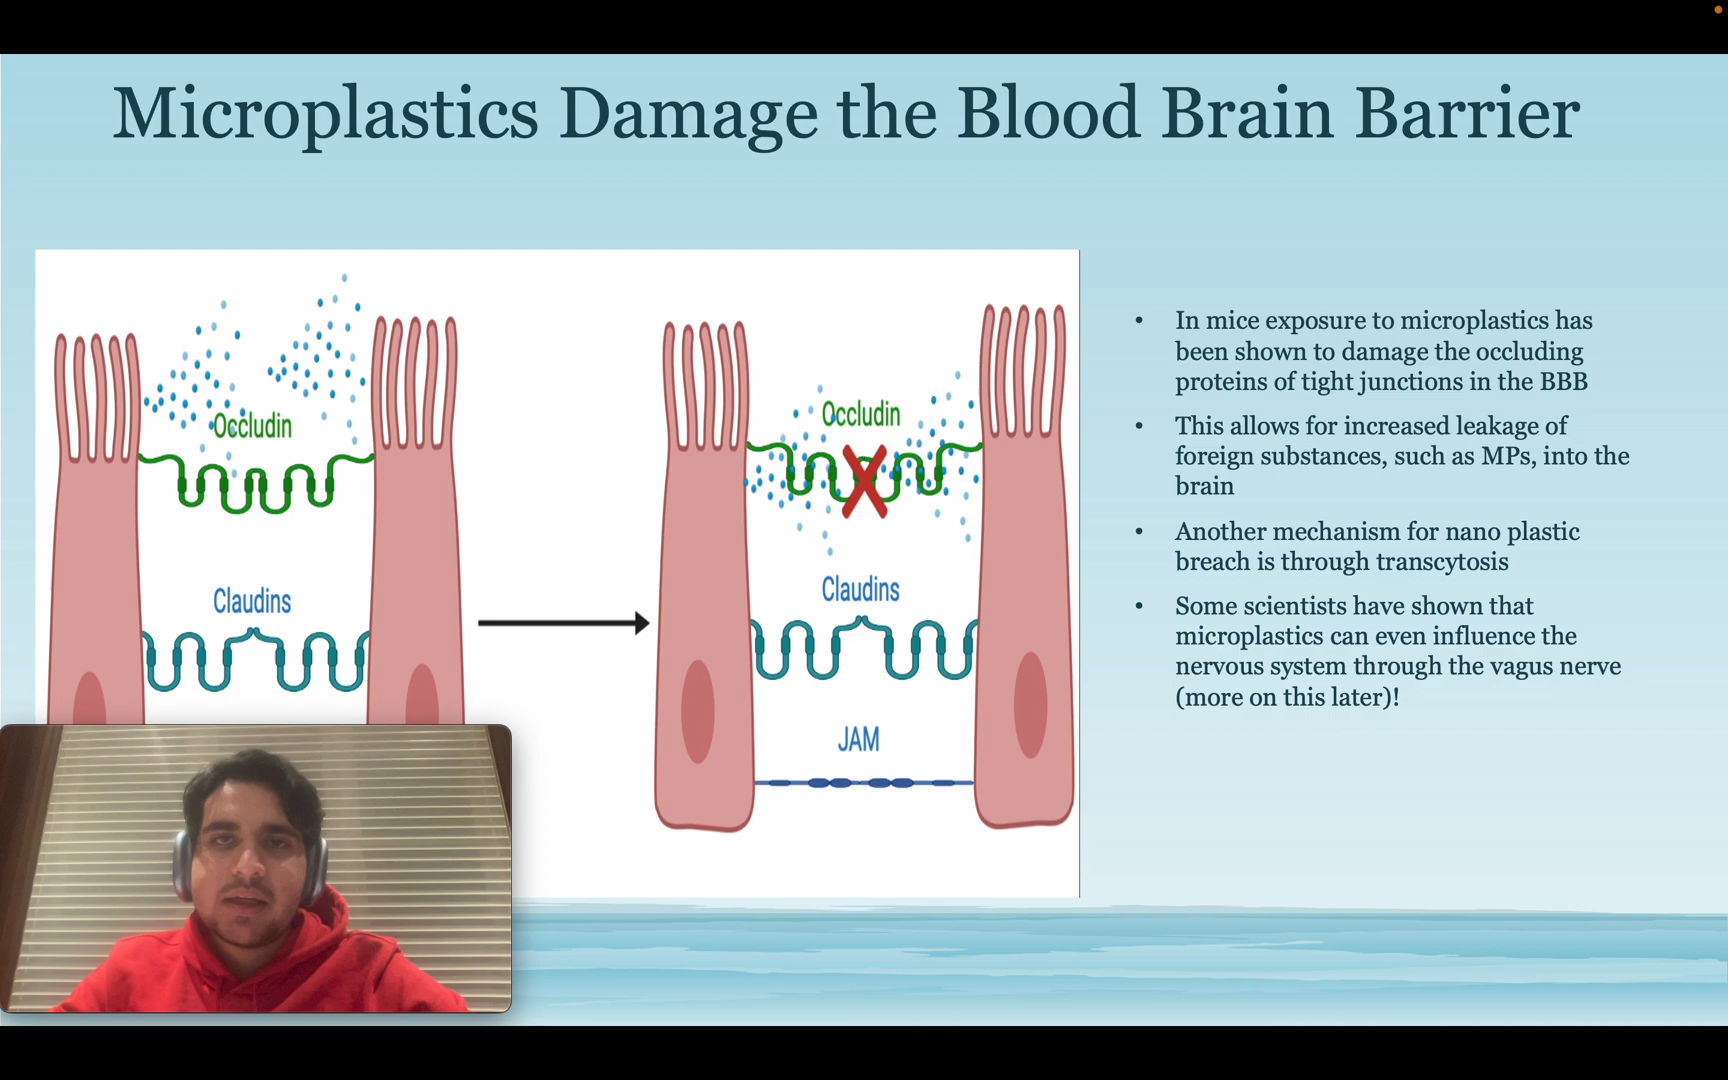 Microplastics Damage the Blood Brain Barrier
Occludin
Claudins
Occludin
Claudins
JAM
• In mice exposure to microplastics has
been shown to damage the occluding
proteins of tight junctions in the BBB
• This allows for increased leakage of
foreign substances, such as MPs, into the
brain
• Another mechanism for nano plastic
breach is through transcytosis
• Some scientists have shown that
microplastics can even influence the
nervous system through the vagus nerve
(more on this later)!